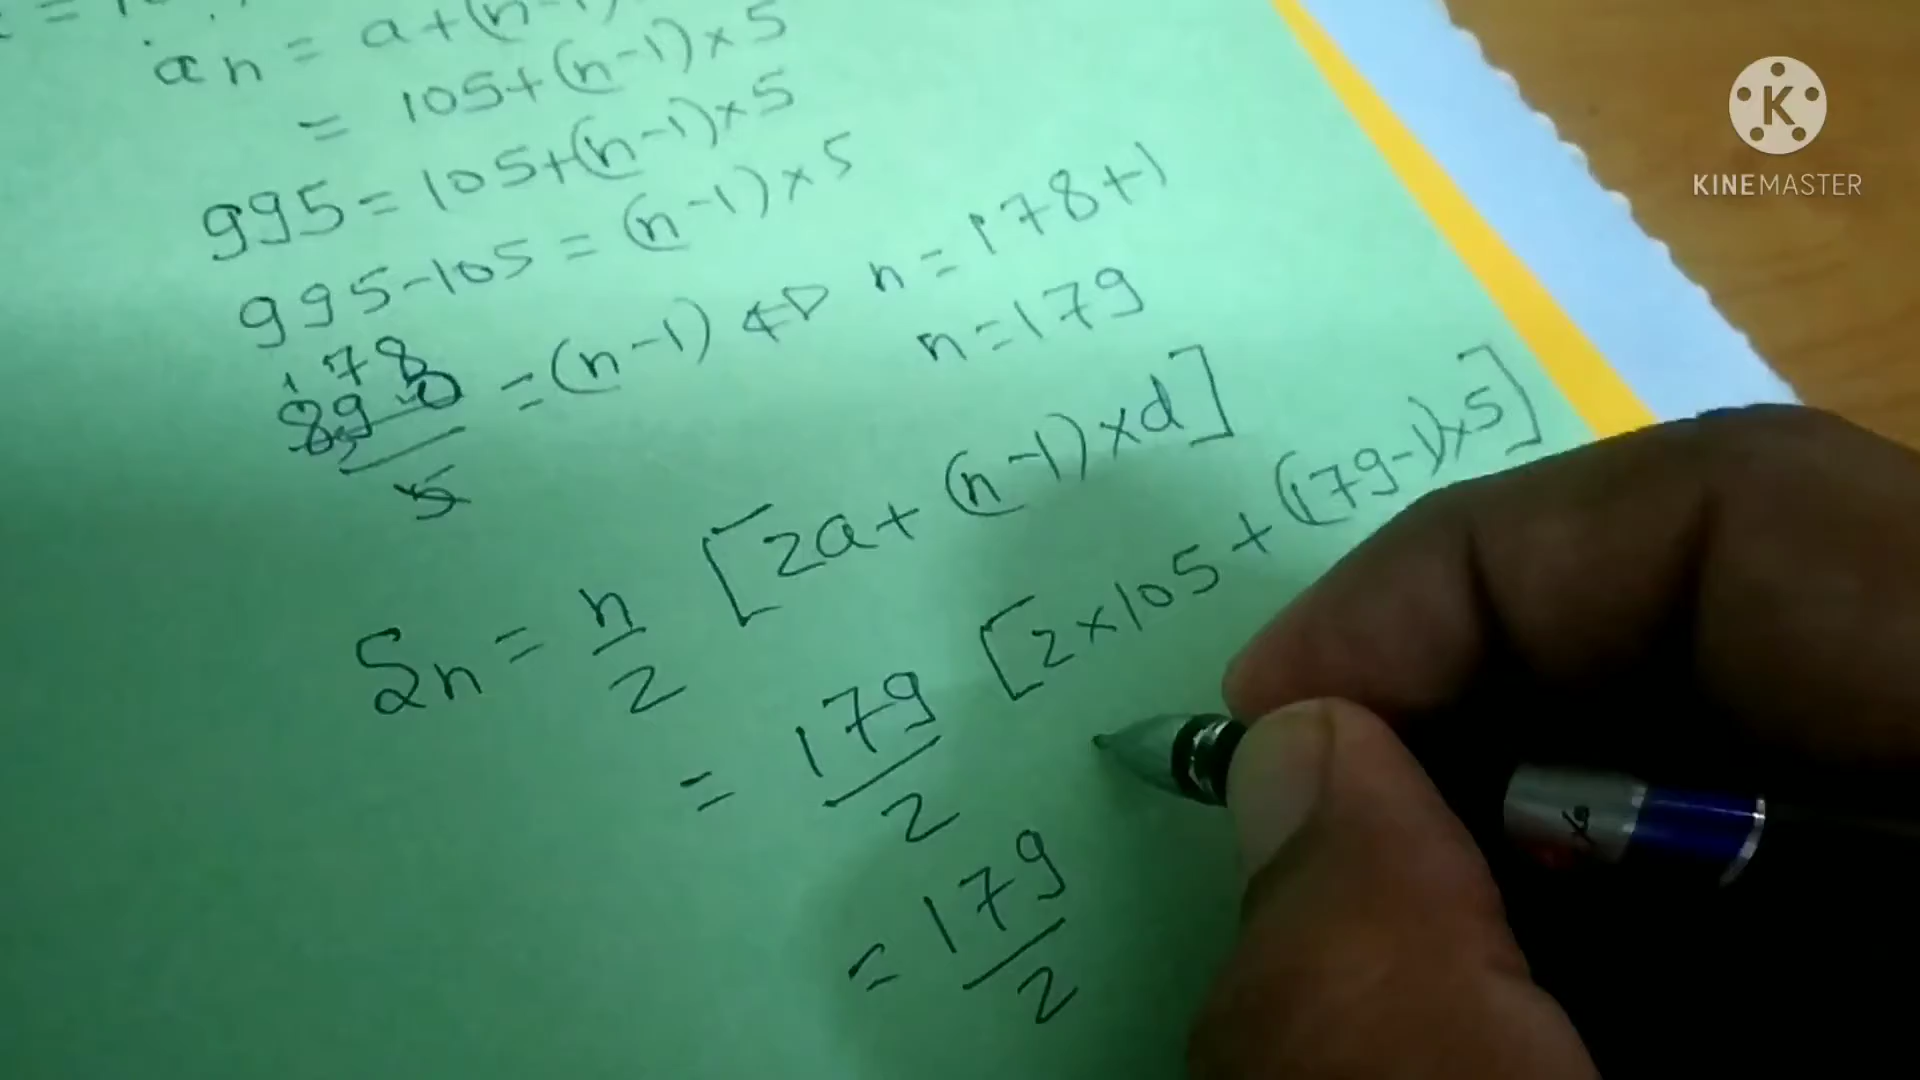 an = a+(n-1)
= 105+(n-1)×5
995 = 105+(n-1)×5
995-105 = (n-1)×5
178
890/5 = (n-1) ⇔ n = 178+1
n = 179
Sn = n/2 [2a+(n-1)×d]
= 179/2 [2×105+(179-1)×5]
= 179/2
KINEMASTER